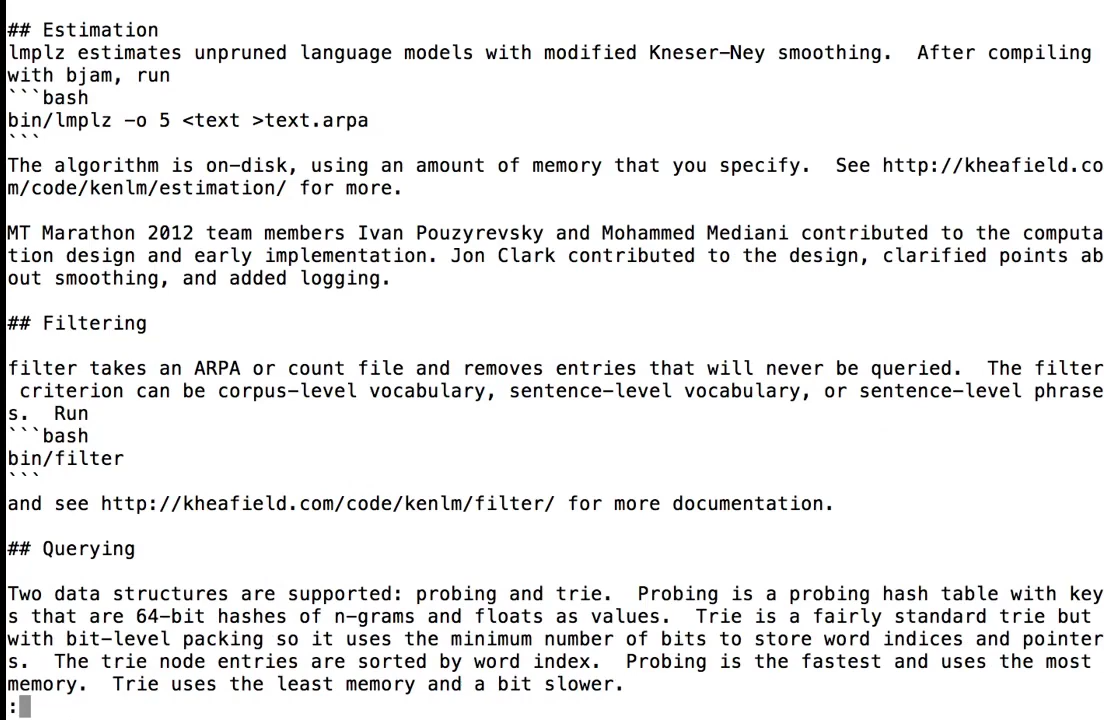 ## Estimation
lmplz estimates unpruned language models with modified Kneser-Ney smoothing.  After compiling
with bjam, run
```bash
bin/lmplz -o 5 <text >text.arpa
```
The algorithm is on-disk, using an amount of memory that you specify.  See http://kheafield.co
m/code/kenlm/estimation/ for more.
MT Marathon 2012 team members Ivan Pouzyrevsky and Mohammed Mediani contributed to the computa
tion design and early implementation. Jon Clark contributed to the design, clarified points ab
out smoothing, and added logging.
## Filtering
filter takes an ARPA or count file and removes entries that will never be queried.  The filter
 criterion can be corpus-level vocabulary, sentence-level vocabulary, or sentence-level phrase
s.  Run
```bash
bin/filter
```
and see http://kheafield.com/code/kenlm/filter/ for more documentation.
## Querying
Two data structures are supported: probing and trie.  Probing is a probing hash table with key
s that are 64-bit hashes of n-grams and floats as values.  Trie is a fairly standard trie but
with bit-level packing so it uses the minimum number of bits to store word indices and pointer
s.  The trie node entries are sorted by word index.  Probing is the fastest and uses the most
memory.  Trie uses the least memory and a bit slower.
: